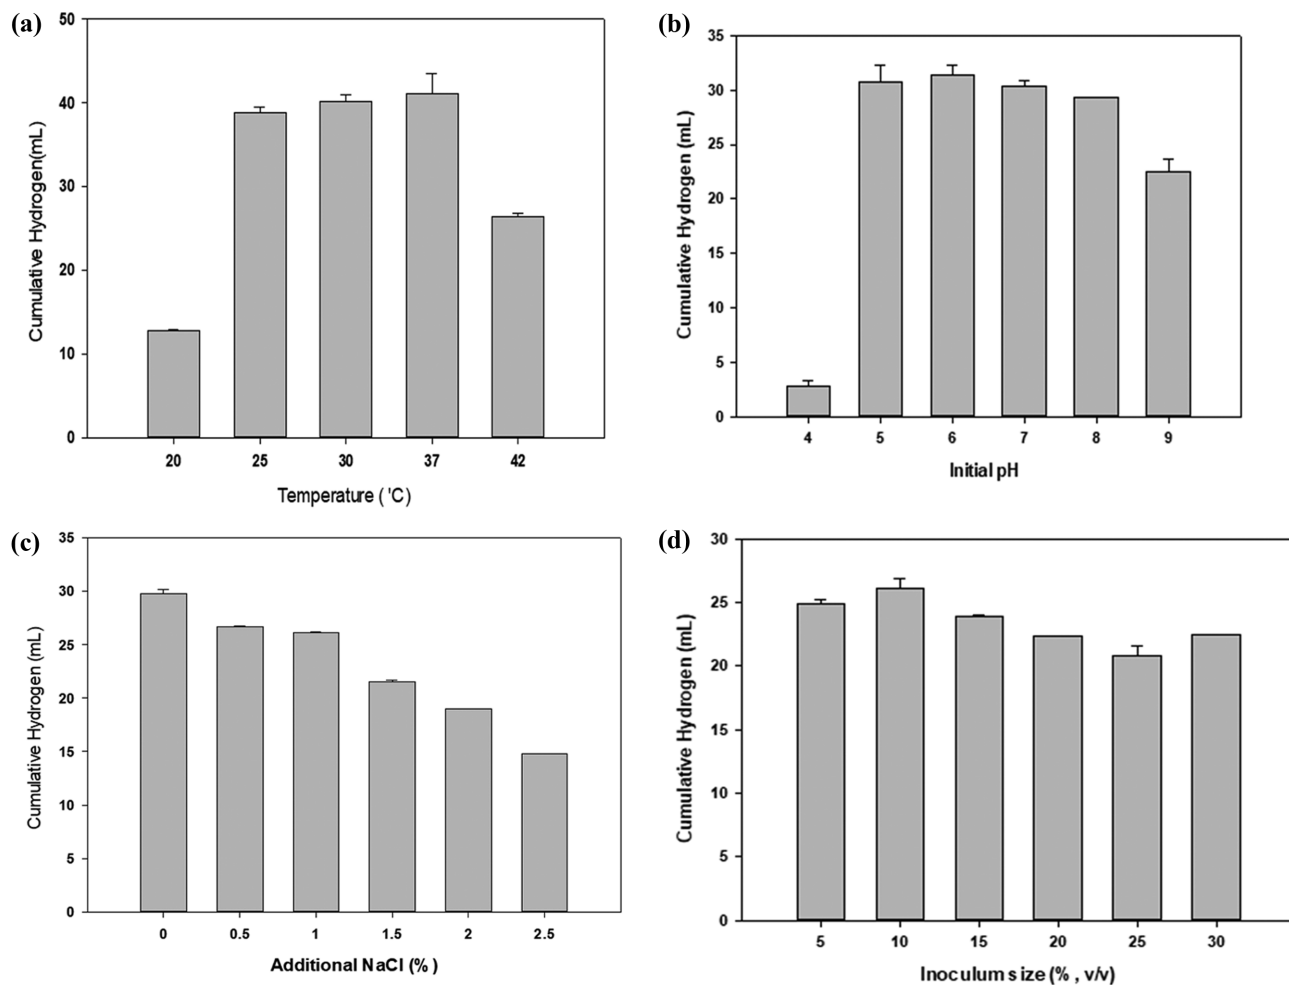 (a)
50
40
30
20
10
0
Cumulative Hydrogen(mL)
20 25 30 37 42
Temperature ( 'C)
(b)
35
30
25
20
15
10
5
0
Cumulative Hydrogen (mL)
4 5 6 7 8 9
Initial pH
(c)
35
30
25
20
15
10
5
0
Cumulative Hydrogen (mL)
0 0.5 1 1.5 2 2.5
Additional NaCl (%)
(d)
30
25
20
15
10
5
0
Cumulative Hydrogen (mL)
5 10 15 20 25 30
Inoculum size (% , v/v)